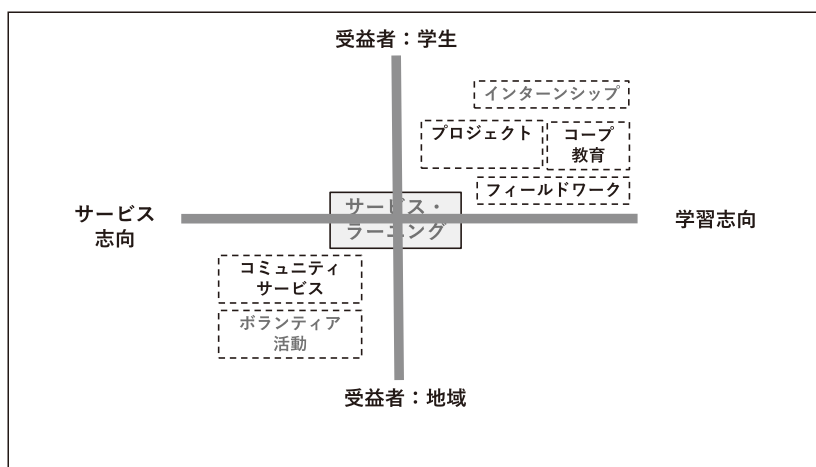 受益者：学生
インターンシップ
プロジェクト
コープ
教育
フィールドワーク
サービス・
ラーニング
サービス
志向
学習志向
コミュニティ
サービス
ボランティア
活動
受益者：地域